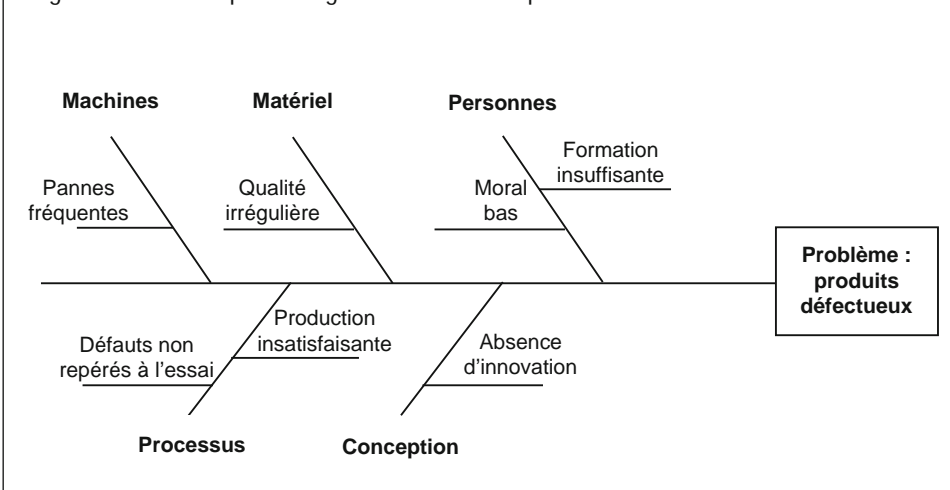 Machines
Matériel
Personnes
Formation
insuffisante
Pannes
fréquentes
Qualité
irrégulière
Moral
bas
Problème :
produits
défectueux
Production
insatisfaisante
Défauts non
repérés à l'essai
Absence
d'innovation
Processus
Conception